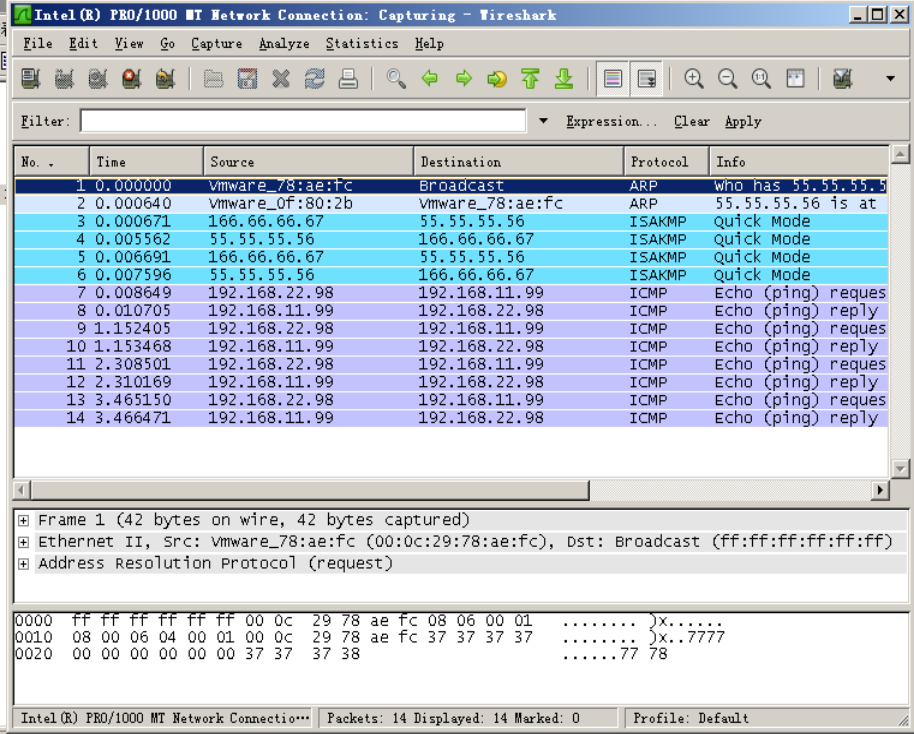 Intel(R) PRO/1000 MT Network Connection: Capturing - Wireshark
File Edit View Go Capture Analyze Statistics Help
Filter: Expression... Clear Apply
No. . Time Source Destination Protocol Info
1 0.000000 Vmware_78:ae:fc Broadcast ARP Who has 55.55.55.5
2 0.000640 Vmware_0f:80:2b Vmware_78:ae:fc ARP 55.55.55.56 is at
3 0.000671 166.66.66.67 55.55.55.56 ISAKMP Quick Mode
4 0.005562 55.55.55.56 166.66.66.67 ISAKMP Quick Mode
5 0.006691 166.66.66.67 55.55.55.56 ISAKMP Quick Mode
6 0.007596 55.55.55.56 166.66.66.67 ISAKMP Quick Mode
7 0.008649 192.168.22.98 192.168.11.99 ICMP Echo (ping) reques
8 0.010705 192.168.11.99 192.168.22.98 ICMP Echo (ping) reply
9 1.152405 192.168.22.98 192.168.11.99 ICMP Echo (ping) reques
10 1.153468 192.168.11.99 192.168.22.98 ICMP Echo (ping) reply
11 2.308501 192.168.22.98 192.168.11.99 ICMP Echo (ping) reques
12 2.310169 192.168.11.99 192.168.22.98 ICMP Echo (ping) reply
13 3.465150 192.168.22.98 192.168.11.99 ICMP Echo (ping) reques
14 3.466471 192.168.11.99 192.168.22.98 ICMP Echo (ping) reply
Frame 1 (42 bytes on wire, 42 bytes captured)
Ethernet II, Src: Vmware_78:ae:fc (00:0c:29:78:ae:fc), Dst: Broadcast (ff:ff:ff:ff:ff:ff)
Address Resolution Protocol (request)
0000 ff ff ff ff ff ff 00 0c 29 78 ae fc 08 06 00 01 ........ )x......
0010 08 00 06 04 00 01 00 0c 29 78 ae fc 37 37 37 37 ........ )x..7777
0020 00 00 00 00 00 00 37 37 37 38 ......77 78
Intel(R) PRO/1000 MT Network Connectio... Packets: 14 Displayed: 14 Marked: 0 Profile: Default